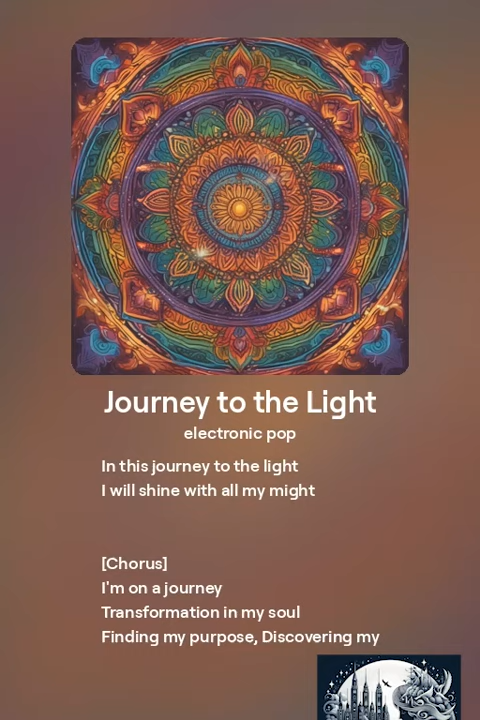 Journey to the Light
electronic pop
In this journey to the light
I will shine with all my might
[Chorus]
I'm on a journey
Transformation in my soul
Finding my purpose, Discovering my